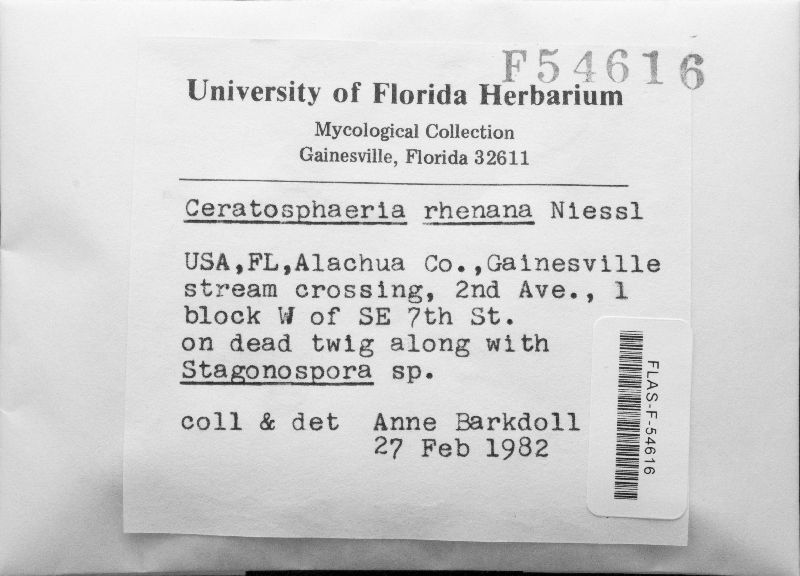 F54616
University of Florida Herbarium
Mycological Collection
Gainesville, Florida 32611
Ceratosphaeria rhenana Niessl
USA,FL,Alachua Co.,Gainesville
stream crossing, 2nd Ave., 1
block W of SE 7th St.
on dead twig along with
Stagonospora sp.
coll & det Anne Barkdoll
27 Feb 1982
FLAS-F-54616